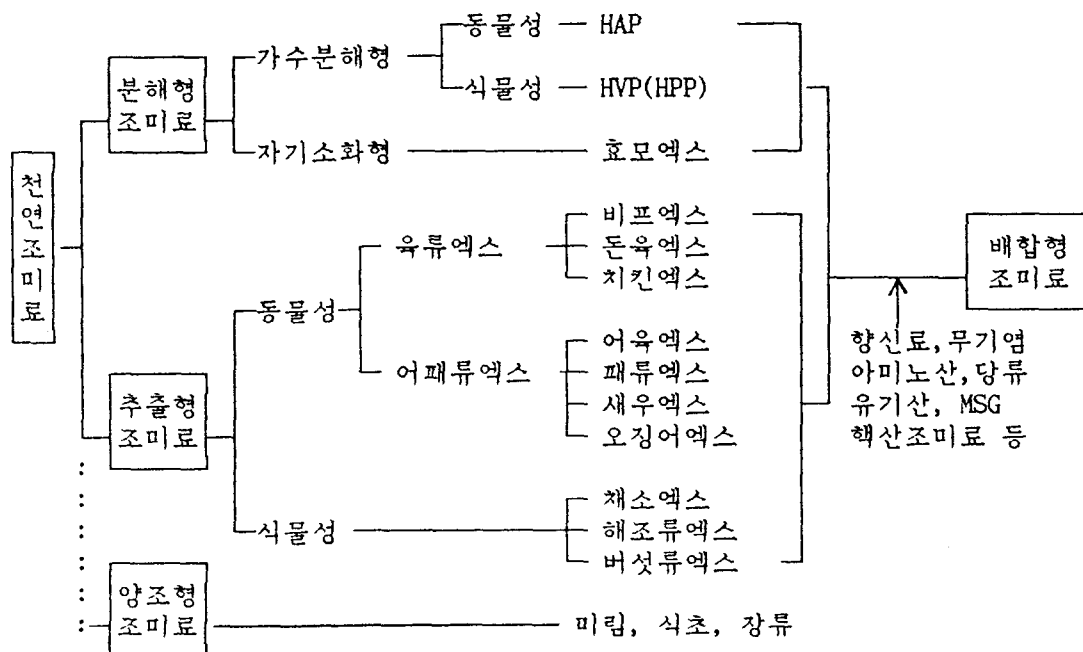 천연조미료
분해형
조미료
가수분해형
동물성
HAP
식물성
HVP(HPP)
자기소화형
효모엑스
추출형
조미료
동물성
육류엑스
비프엑스
돈육엑스
치킨엑스
어패류엑스
어육엑스
패류엑스
새우엑스
오징어엑스
식물성
채소엑스
해조류엑스
버섯류엑스
양조형
조미료
미림, 식초, 장류
배합형
조미료
향신료,무기염
아미노산,당류
유기산, MSG
핵산조미료 등